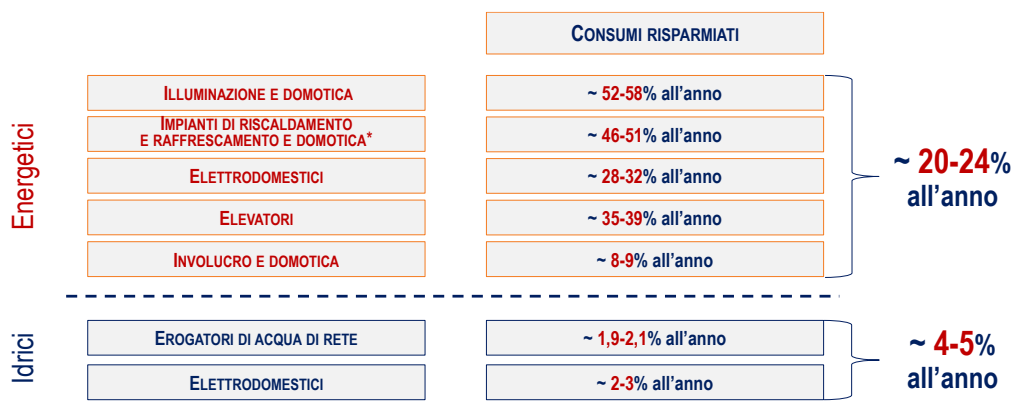 CONSUMI RISPARMIATI
Energetici
ILLUMINAZIONE E DOMOTICA
~ 52-58% all'anno
IMPIANTI DI RISCALDAMENTO
E RAFFRESCAMENTO E DOMOTICA*
~ 46-51% all'anno
ELETTRODOMESTICI
~ 28-32% all'anno
ELEVATORI
~ 35-39% all'anno
INVOLUCRO E DOMOTICA
~ 8-9% all'anno
~ 20-24%
all'anno
Idrici
EROGATORI DI ACQUA DI RETE
~ 1,9-2,1% all'anno
ELETTRODOMESTICI
~ 2-3% all'anno
~ 4-5%
all'anno